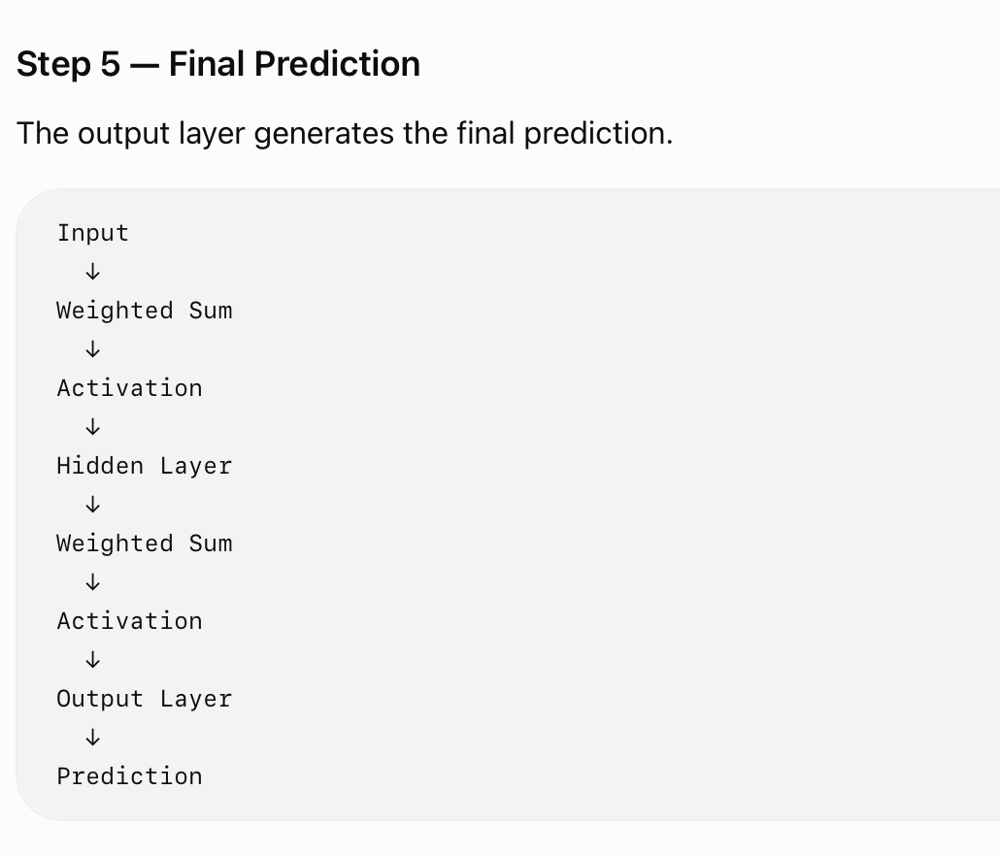 Step 5 — Final Prediction
The output layer generates the final prediction.
Input
↓
Weighted Sum
↓
Activation
↓
Hidden Layer
↓
Weighted Sum
↓
Activation
↓
Output Layer
↓
Prediction